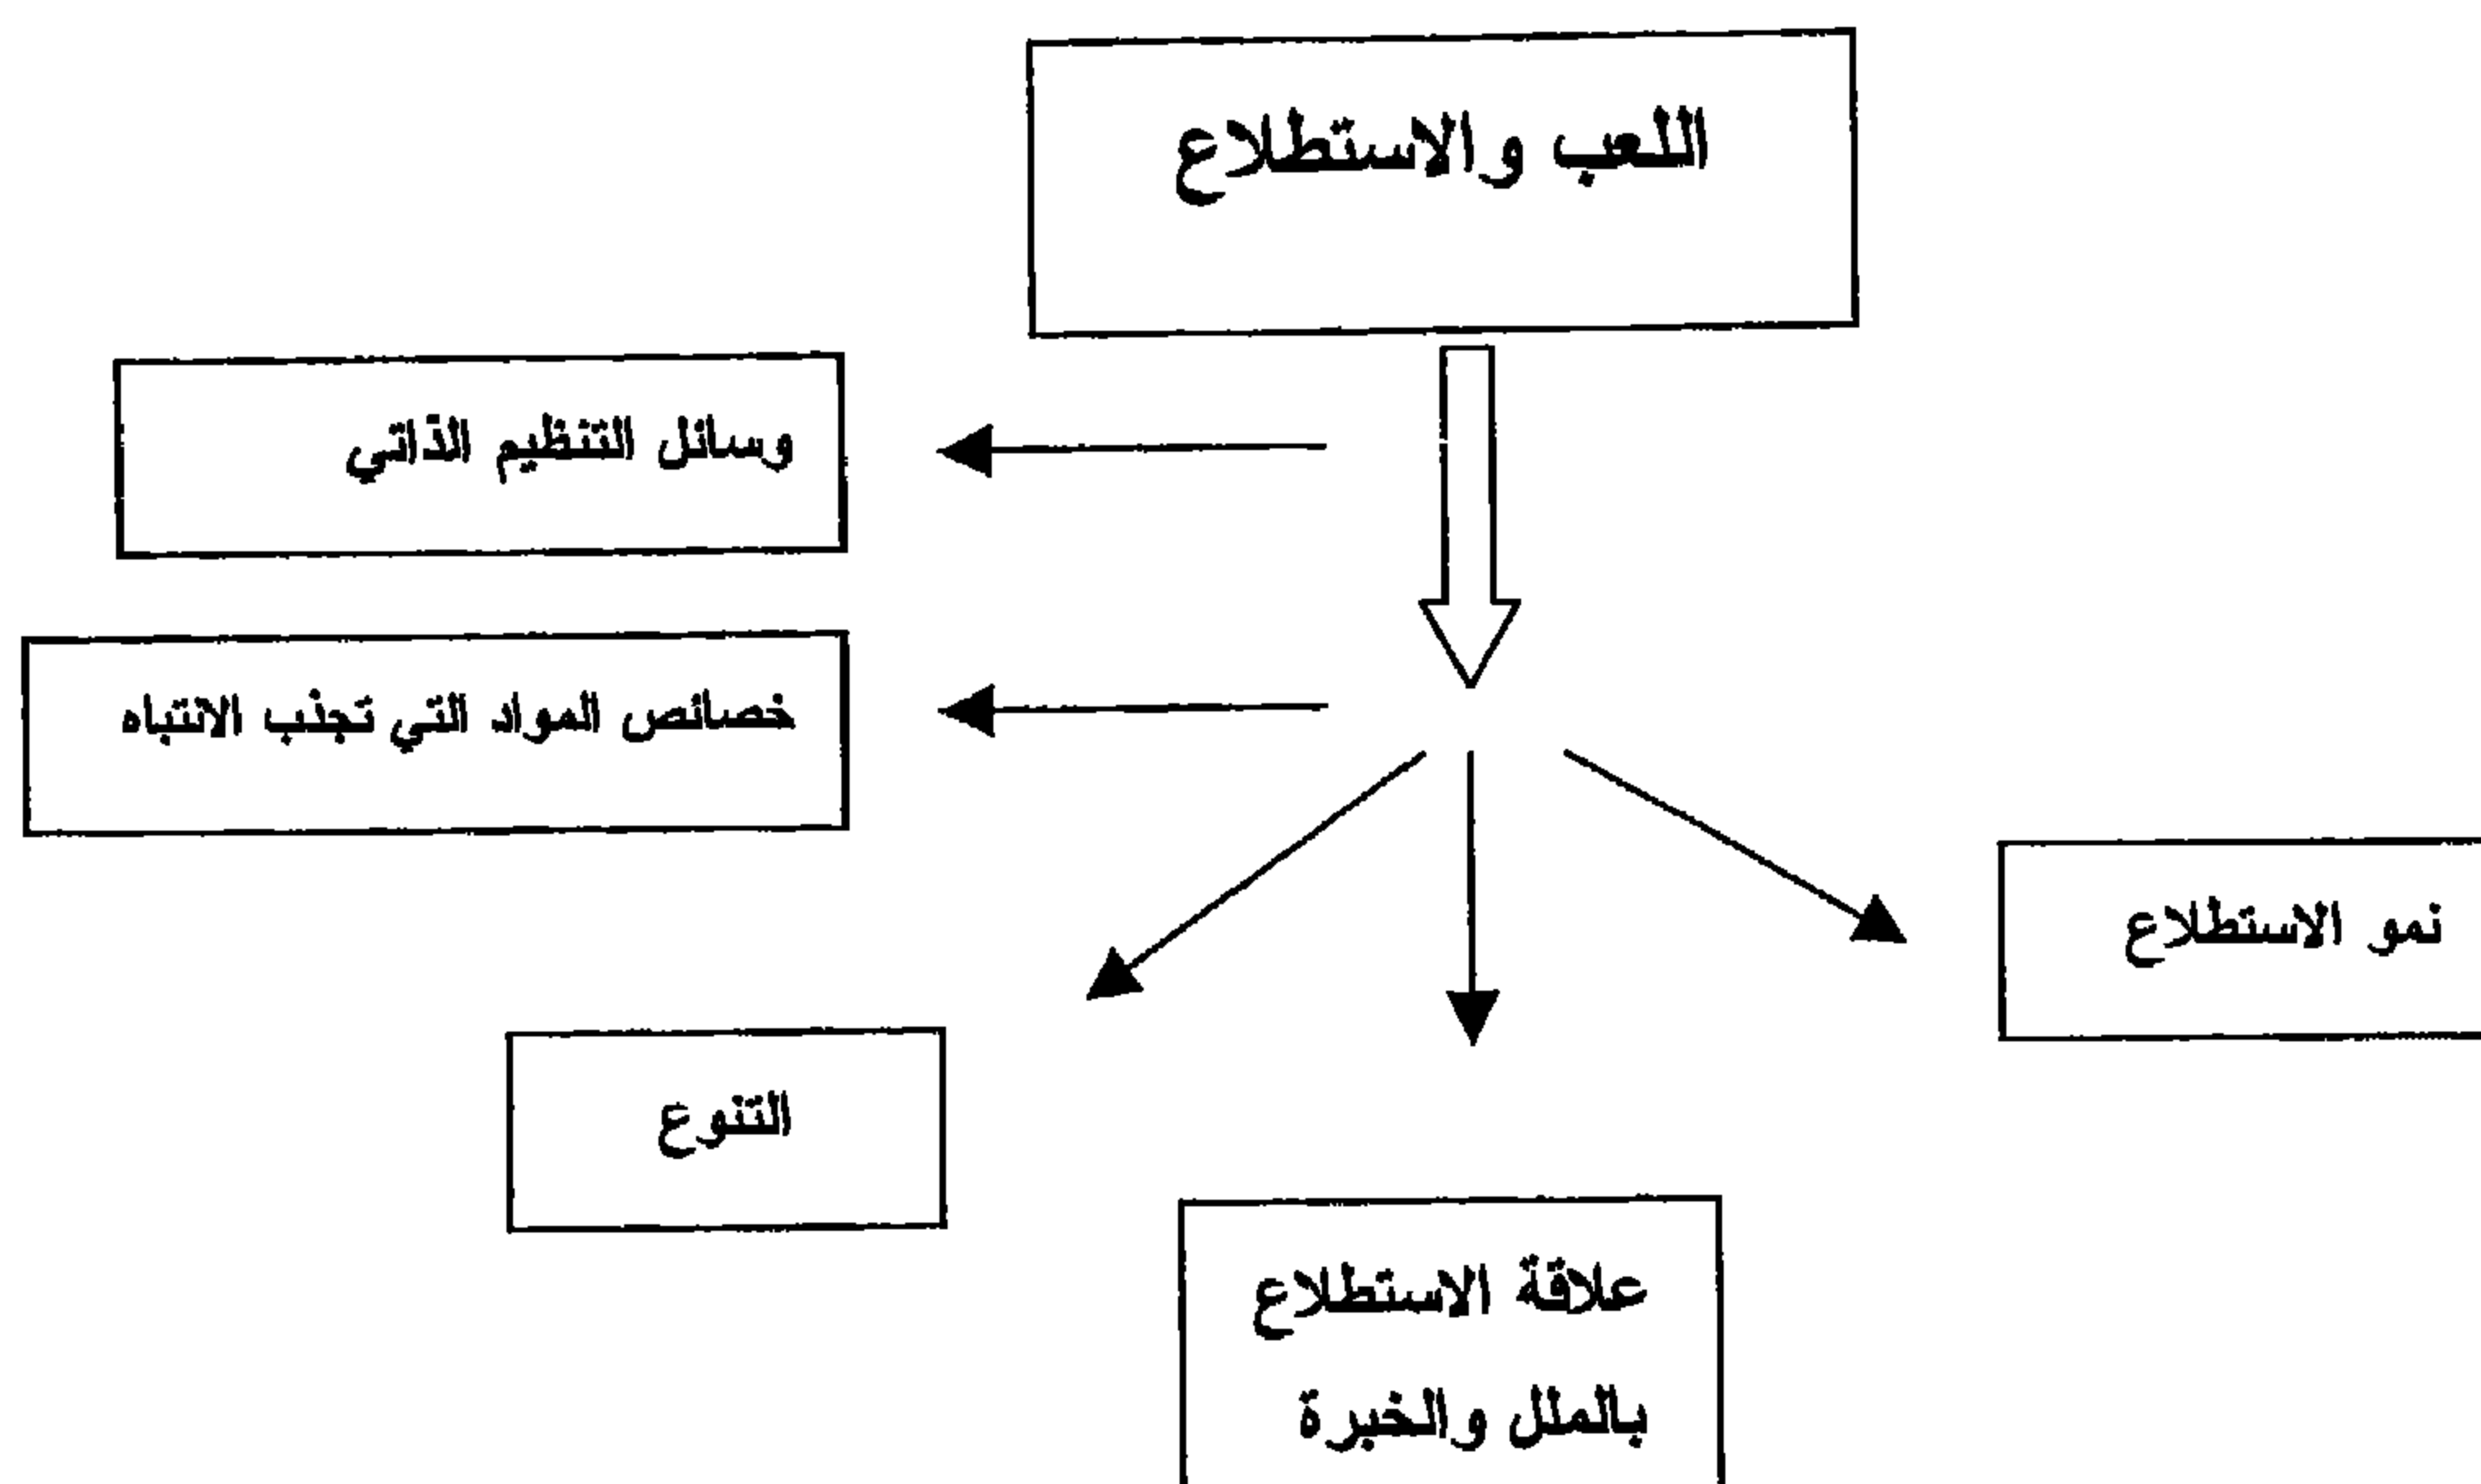 اللعب والاستطلاع
وسائل التنظيم الذاتي
خصائص المواد التي تجذب الانتباه
نمو الاستطلاع
التنوع
علاقة الاستطلاع
بالملل والخبرة